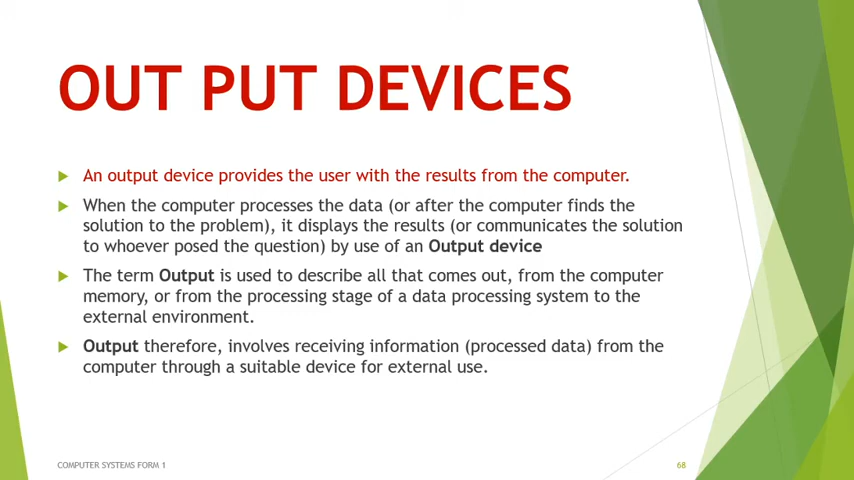 OUT PUT DEVICES
An output device provides the user with the results from the computer.
When the computer processes the data (or after the computer finds the
solution to the problem), it displays the results (or communicates the solution
to whoever posed the question) by use of an Output device
The term Output is used to describe all that comes out, from the computer
memory, or from the processing stage of a data processing system to the
external environment.
Output therefore, involves receiving information (processed data) from the
computer through a suitable device for external use.
COMPUTER SYSTEMS FORM 1
68